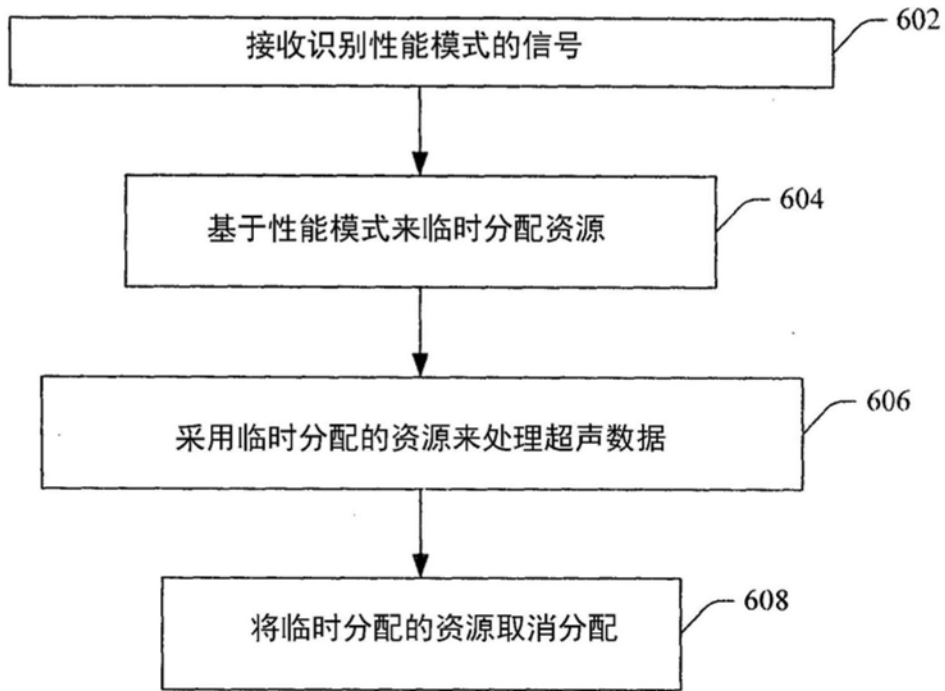 接收识别性能模式的信号
602
基于性能模式来临时分配资源
604
采用临时分配的资源来处理超声数据
606
将临时分配的资源取消分配
608